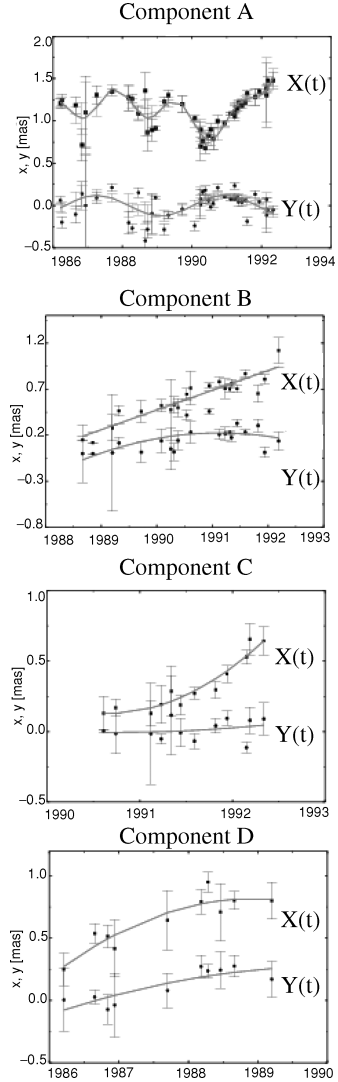 Component A
2.0
1.5
1.0
0.5
0.0
−0.5
x, y [mas]
X(t)
Y(t)
1986 1988 1990 1992 1994
Component B
1.2
0.7
0.2
−0.3
−0.8
x, y [mas]
X(t)
Y(t)
1988 1989 1990 1991 1992 1993
Component C
1.0
0.5
0.0
−0.5
x, y [mas]
X(t)
Y(t)
1990 1991 1992 1993
Component D
1.0
0.5
0.0
−0.5
x, y [mas]
X(t)
Y(t)
1986 1987 1988 1989 1990